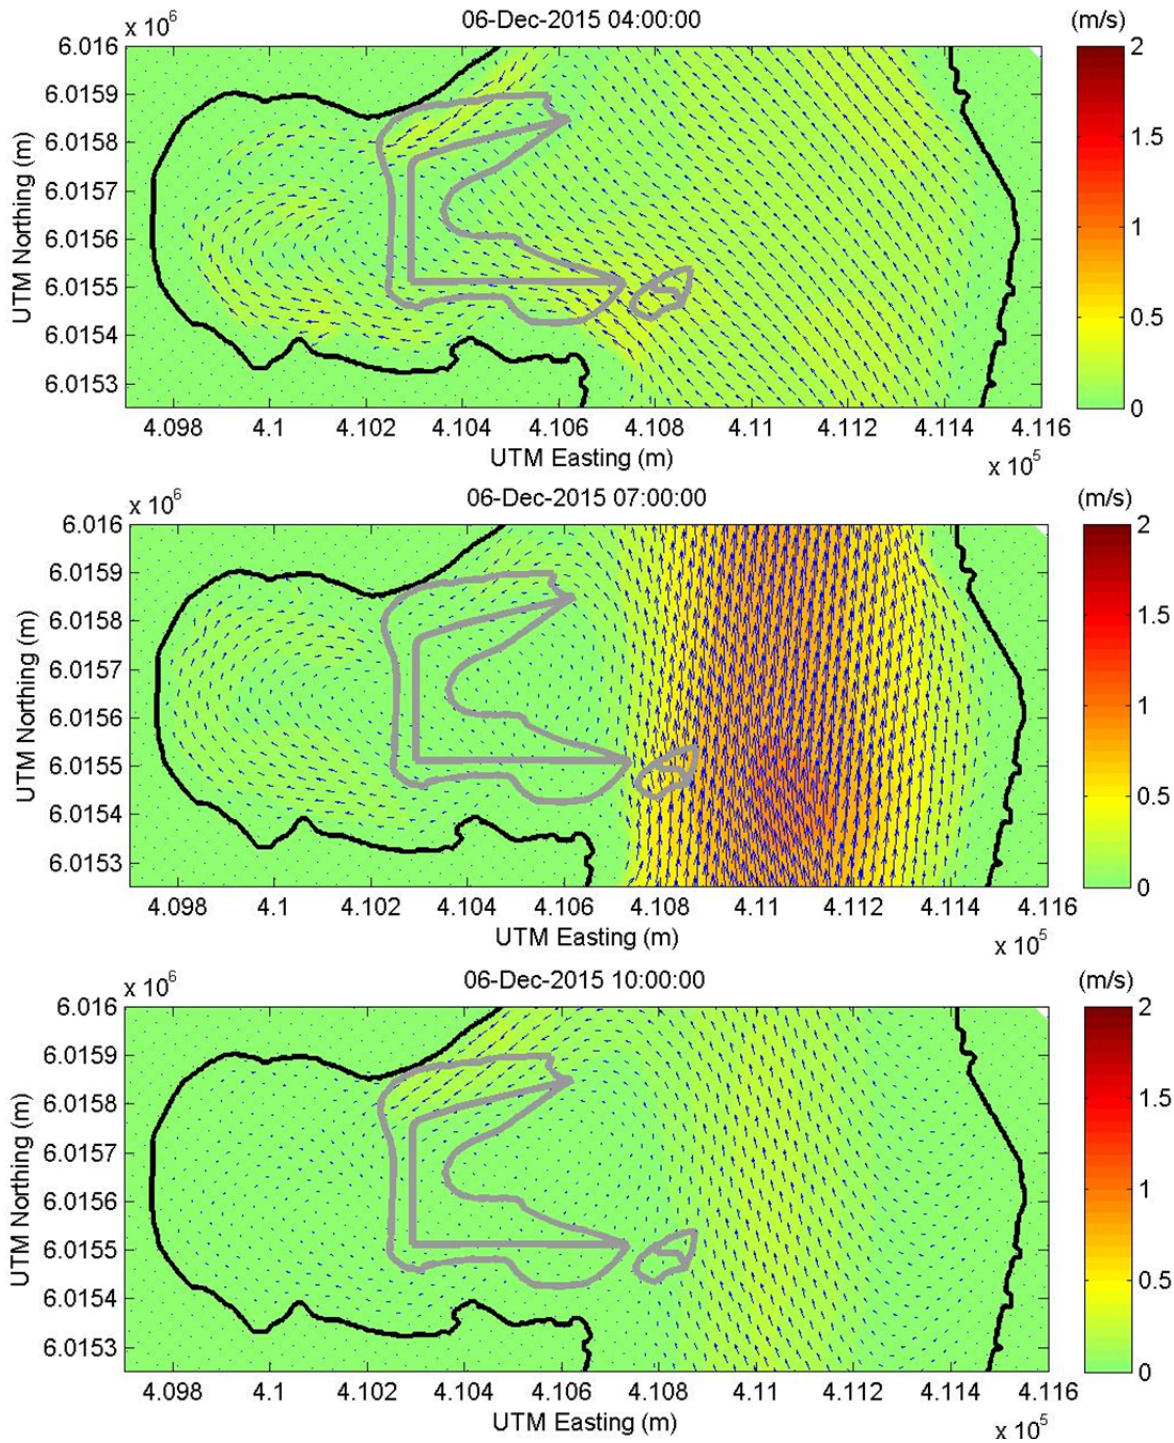 06-Dec-2015 04:00:00
x 10^6
(m/s)
6.016
6.0159
6.0158
6.0157
6.0156
6.0155
6.0154
6.0153
UTM Northing (m)
4.098 4.1 4.102 4.104 4.106 4.108 4.11 4.112 4.114 4.116
UTM Easting (m)
x 10^5
2
1.5
1
0.5
0
06-Dec-2015 07:00:00
x 10^6
(m/s)
6.016
6.0159
6.0158
6.0157
6.0156
6.0155
6.0154
6.0153
UTM Northing (m)
4.098 4.1 4.102 4.104 4.106 4.108 4.11 4.112 4.114 4.116
UTM Easting (m)
x 10^5
2
1.5
1
0.5
0
06-Dec-2015 10:00:00
x 10^6
(m/s)
6.016
6.0159
6.0158
6.0157
6.0156
6.0155
6.0154
6.0153
UTM Northing (m)
4.098 4.1 4.102 4.104 4.106 4.108 4.11 4.112 4.114 4.116
UTM Easting (m)
x 10^5
2
1.5
1
0.5
0